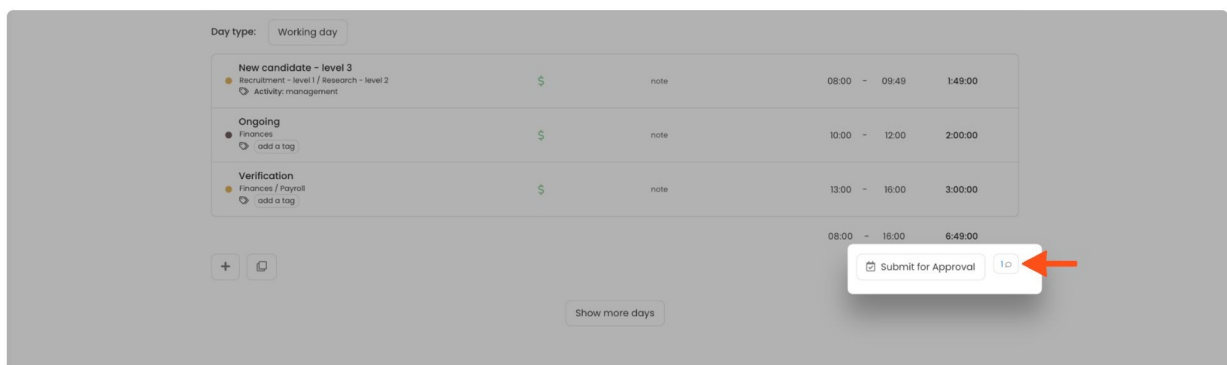 Day type: Working day
New candidate - level 3
Recruitment - level 1 / Research - level 2
Activity: management
$ note 08:00 - 09:49 1:49:00
Ongoing
Finances
add a tag
$ note 10:00 - 12:00 2:00:00
Verification
Finances / Payroll
add a tag
$ note 13:00 - 16:00 3:00:00
08:00 - 16:00 6:49:00
+
Submit for Approval 1
Show more days